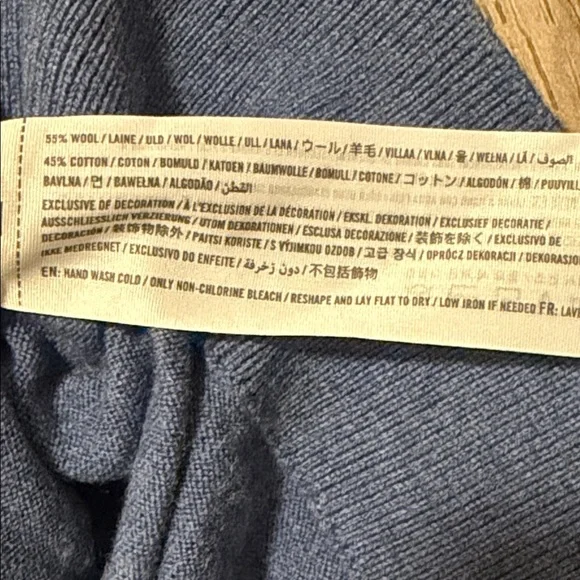 55% WOOL / LAINE / ULD / WOL / WOLLE / ULL / LANA / ウール / 羊毛 / VILLAA / VLNA / 울 / WEŁNA / LÃ / الصوف
45% COTTON / COTON / BOMULD / KATOEN / BAUMWOLLE / BOMULL / COTONE / コットン / ALGODÓN / 棉 / PUUVILL
BAVLNA / 면 / BAWEŁNA / ALGODÃO / القطن
EXCLUSIVE OF DECORATION / À L'EXCLUSION DE LA DÉCORATION / EKSKL. DEKORATION / EXCLUSIEF DECORATIE /
AUSSCHLIESSLICH VERZIERUNG / UTOM DEKORATIONEN / ESCLUSA DECORAZIONE / 装飾を除く / EXCLUSIVO DE
DECORACIÓN / 装饰物除外 / PAITSI KORISTE / S VÝJIMKOU OZDOB / 고급 장식 / OPRÓCZ DEKORACJI / DEKORASJO
IKKE MEDREGNET / EXCLUSIVO DO ENFEITE / دون زخرفة / 不包括飾物
EN: HAND WASH COLD / ONLY NON-CHLORINE BLEACH / RESHAPE AND LAY FLAT TO DRY / LOW IRON IF NEEDED FR: LAVE